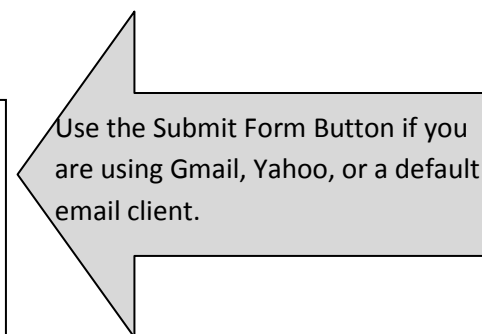 Use the Submit Form Button if you
are using Gmail, Yahoo, or a default
email client.